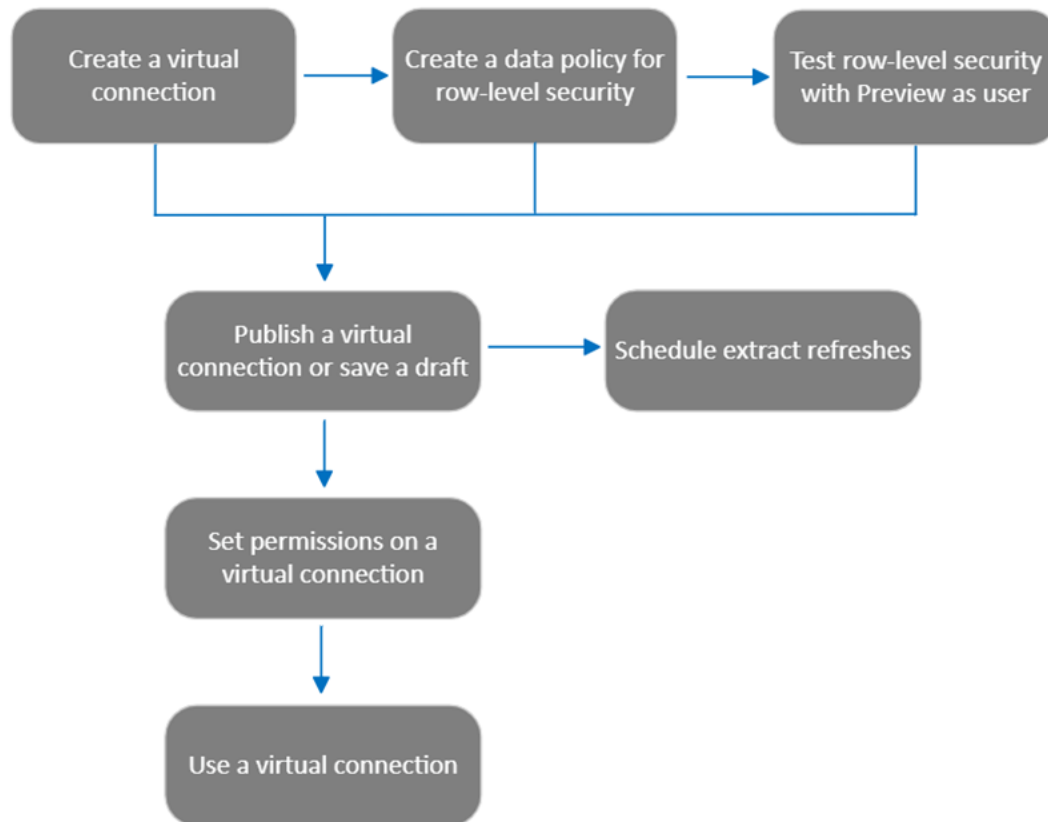 Create a virtual
connection
Create a data policy for
row-level security
Test row-level security
with Preview as user
Publish a virtual
connection or save a draft
Schedule extract refreshes
Set permissions on a
virtual connection
Use a virtual connection